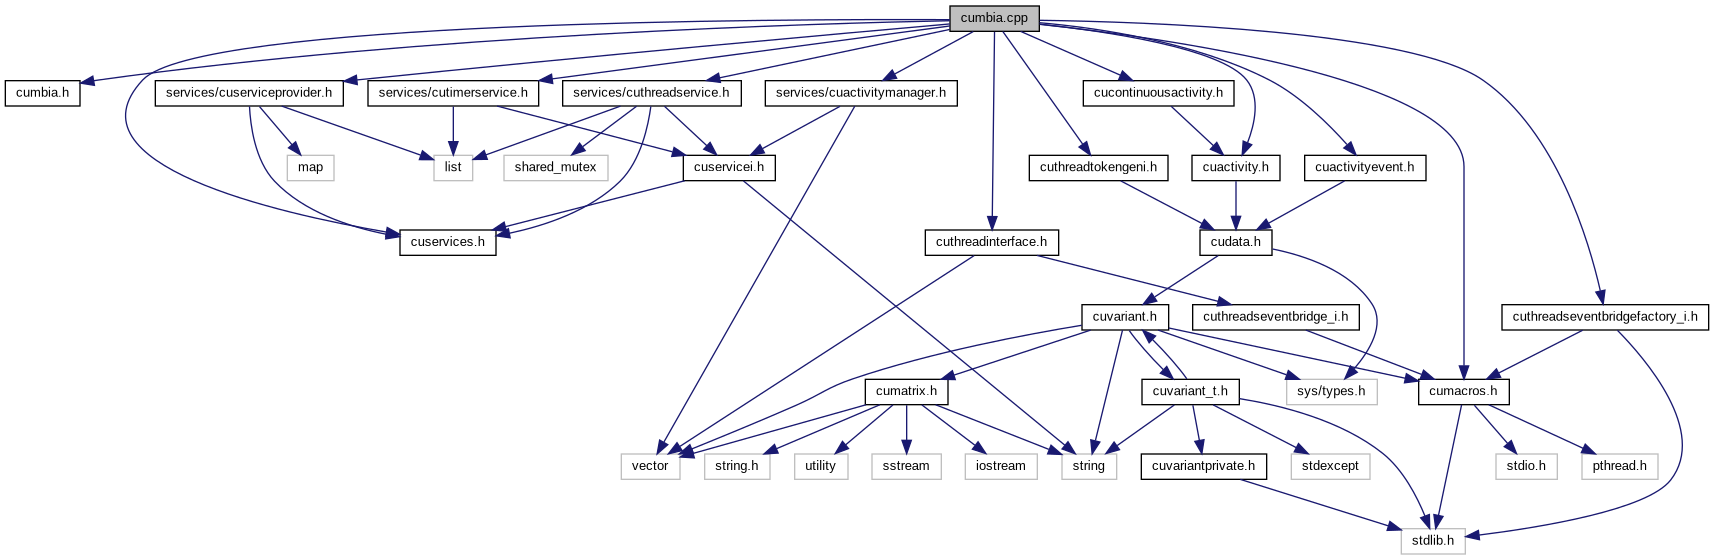 cumbia.cpp
cumbia.h
services/cuserviceprovider.h
services/cutimerservice.h
services/cuthreadservice.h
services/cuactivitymanager.h
cucontinuousactivity.h
map
list
shared_mutex
cuservicei.h
cuthreadtokengeni.h
cuactivity.h
cuactivityevent.h
cuservices.h
cuthreadinterface.h
cudata.h
cuvariant.h
cuthreadseventbridge_i.h
cuthreadseventbridgefactory_i.h
cumatrix.h
cuvariant_t.h
sys/types.h
cumacros.h
vector
string.h
utility
sstream
iostream
string
cuvariantprivate.h
stdexcept
stdio.h
pthread.h
stdlib.h